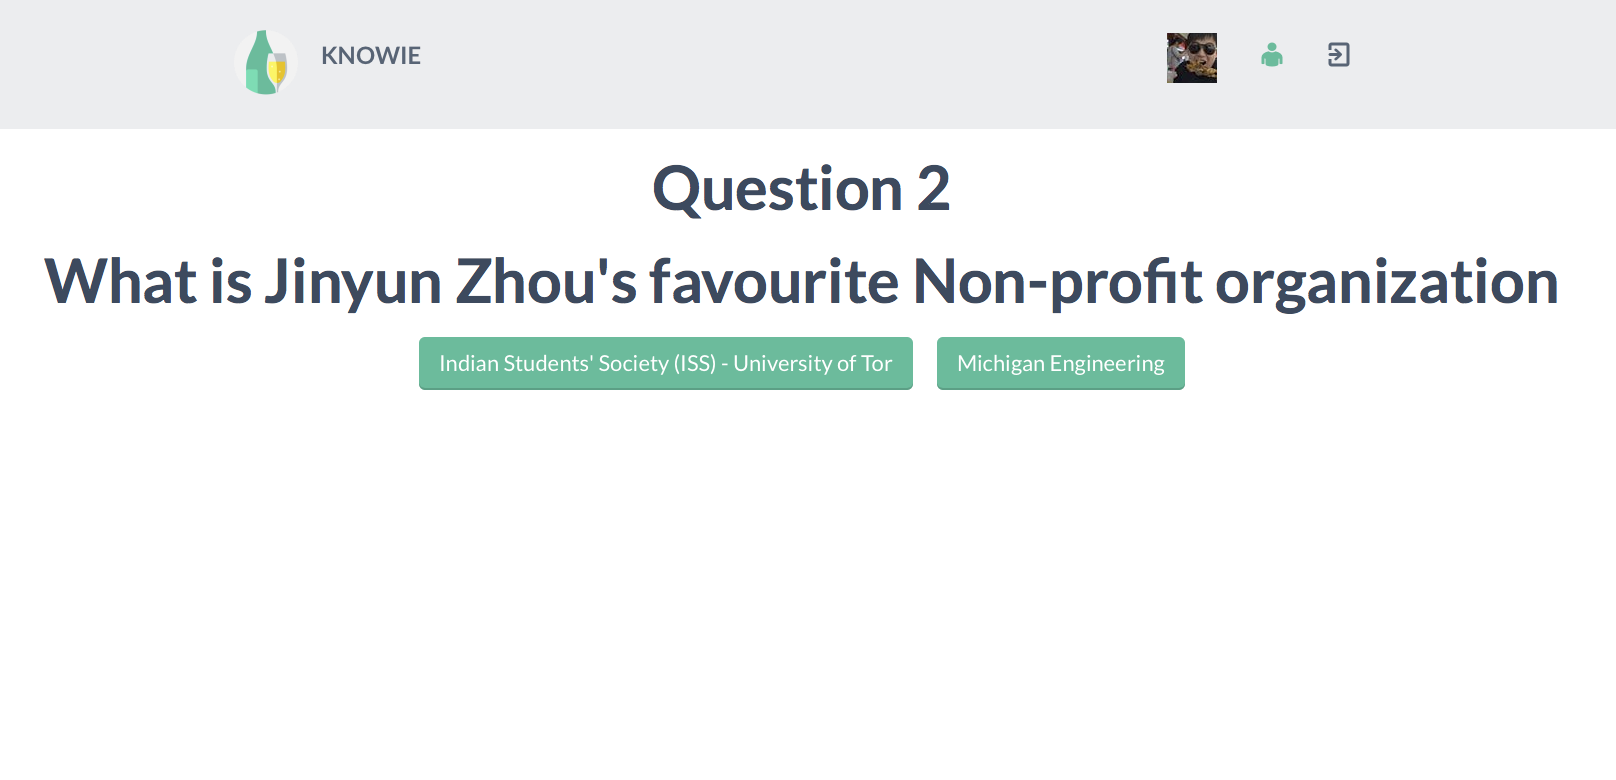 KNOWIE
Question 2
What is Jinyun Zhou's favourite Non-profit organization
Indian Students' Society (ISS) - University of Tor
Michigan Engineering